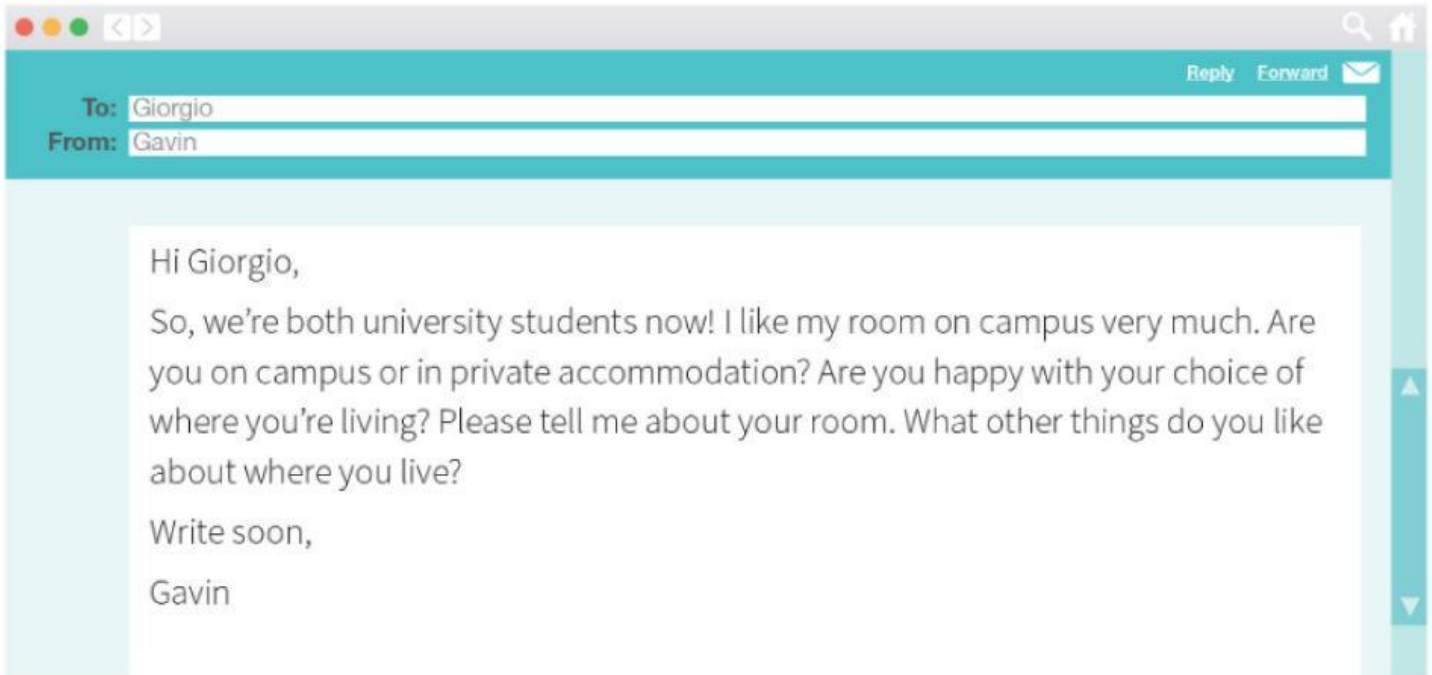 Reply Forward
To: Giorgio
From: Gavin
Hi Giorgio,
So, we're both university students now! I like my room on campus very much. Are
you on campus or in private accommodation? Are you happy with your choice of
where you're living? Please tell me about your room. What other things do you like
about where you live?
Write soon,
Gavin